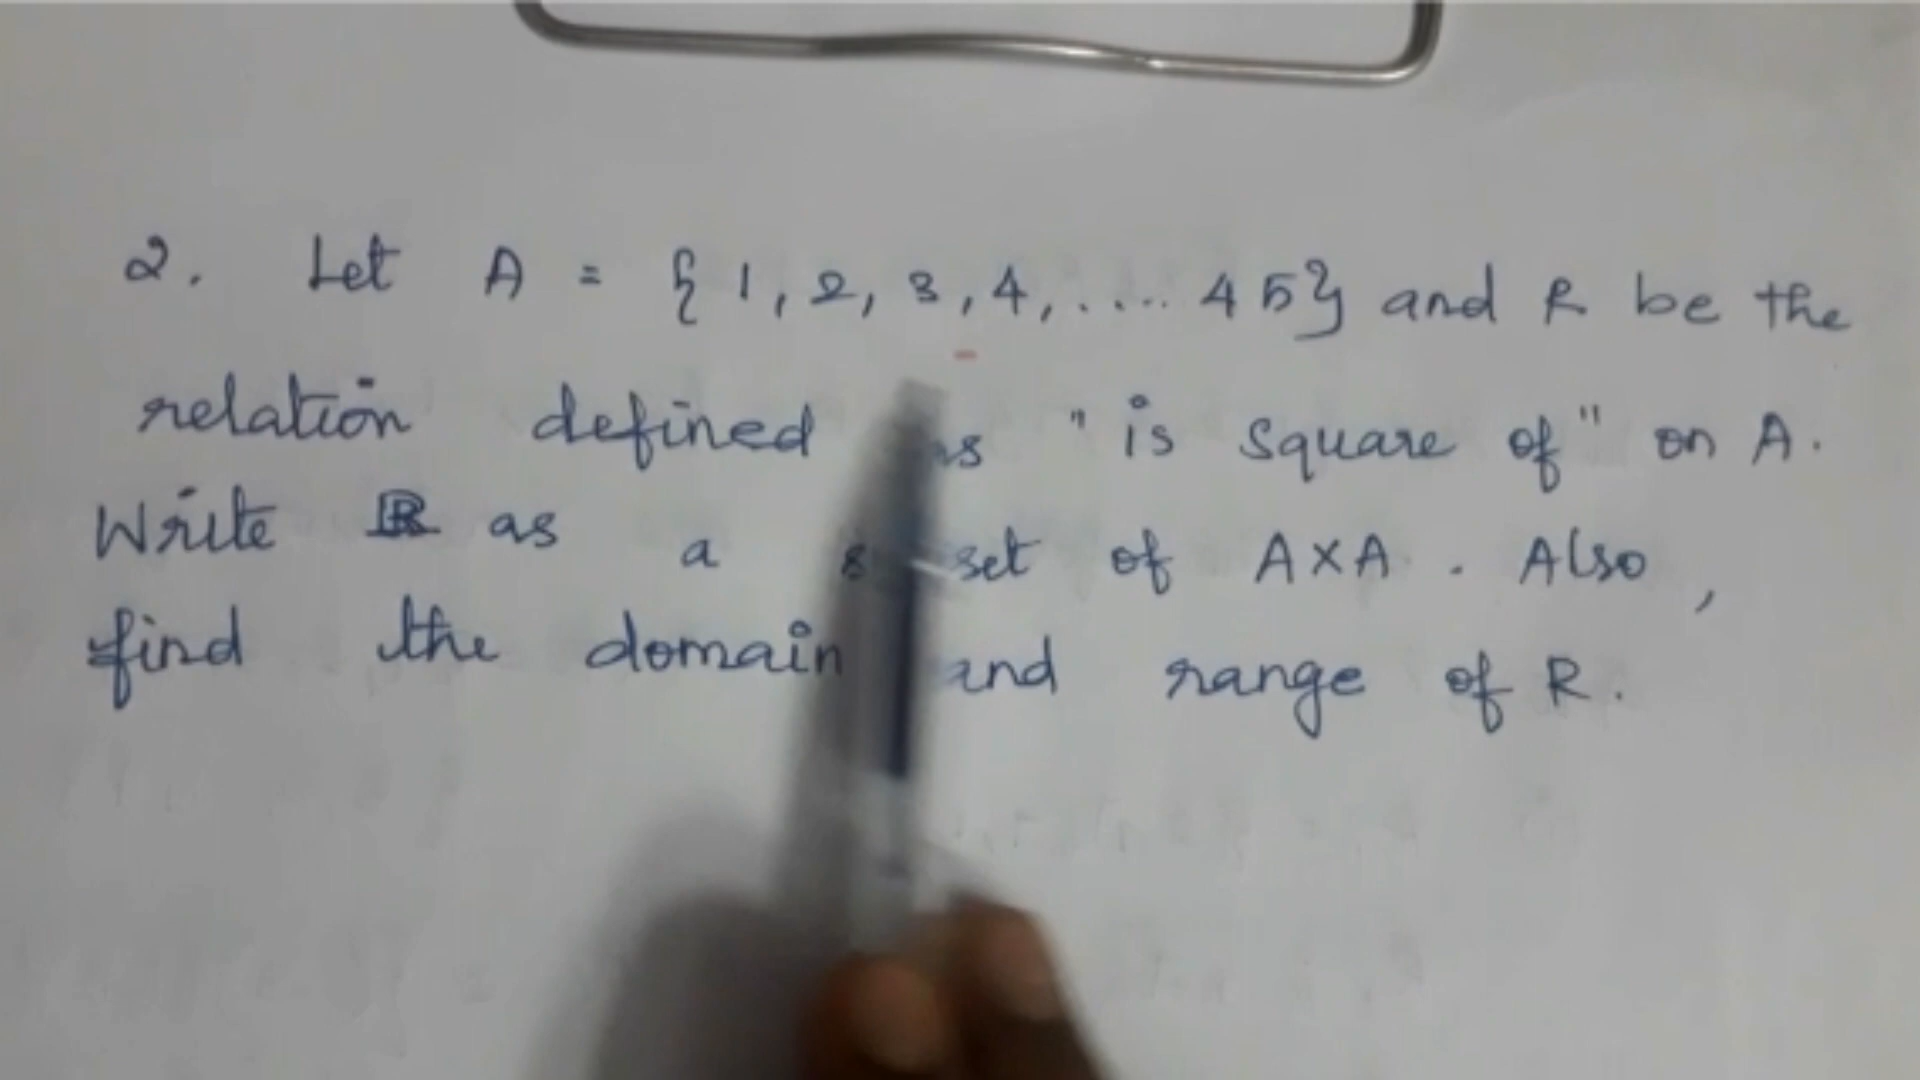 2. Let A = { 1, 2, 3, 4, .... 45} and R be the
relation defined as "is square of" on A.
Write R as a set of A×A. Also,
find the domain and range of R.